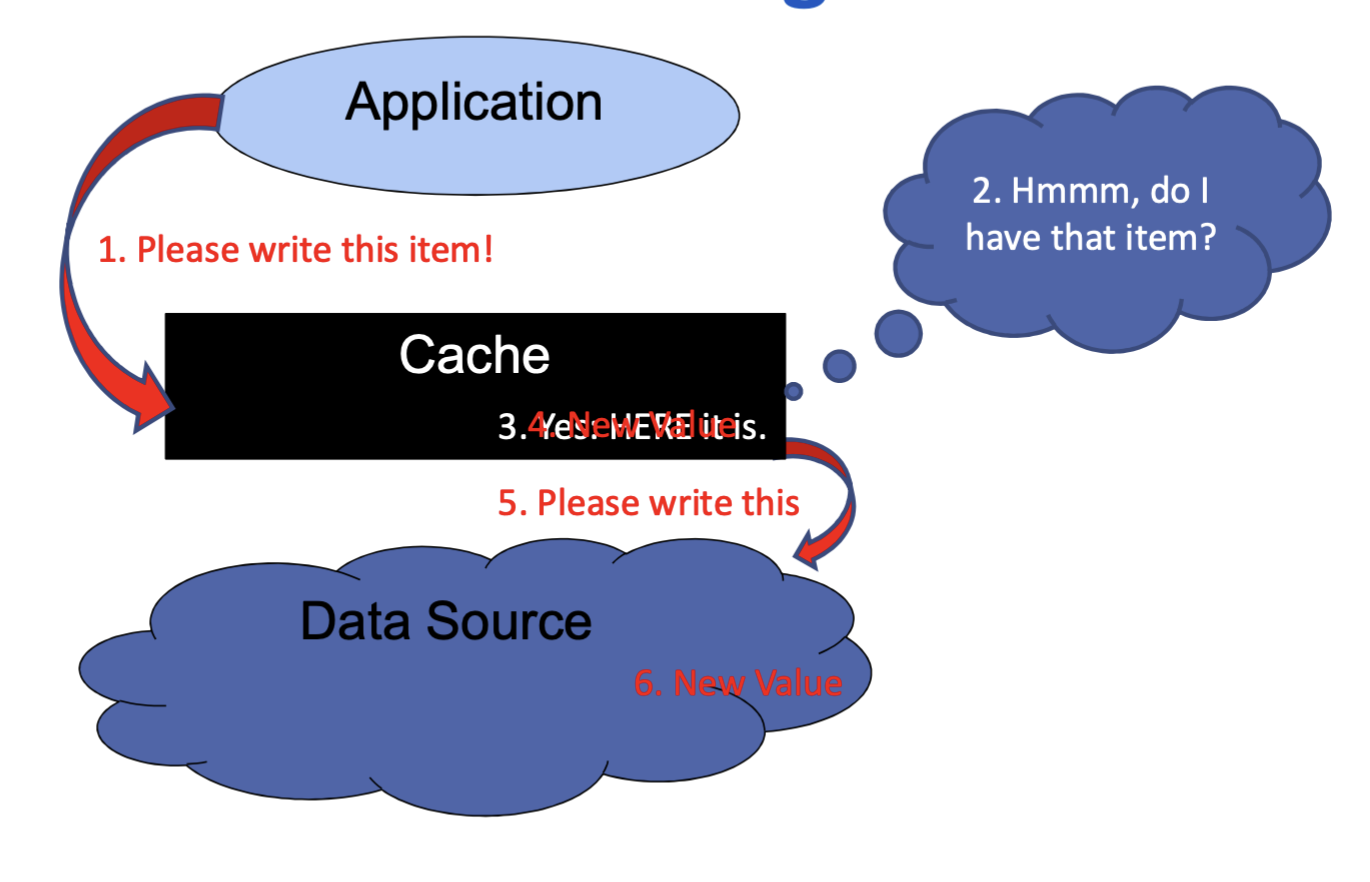 Application
1. Please write this item!
2. Hmmm, do I
have that item?
Cache
3. Yes: HERE it is.
4. New Value
5. Please write this
Data Source
6. New Value